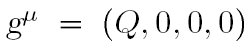 g^μ = (Q, 0, 0, 0)